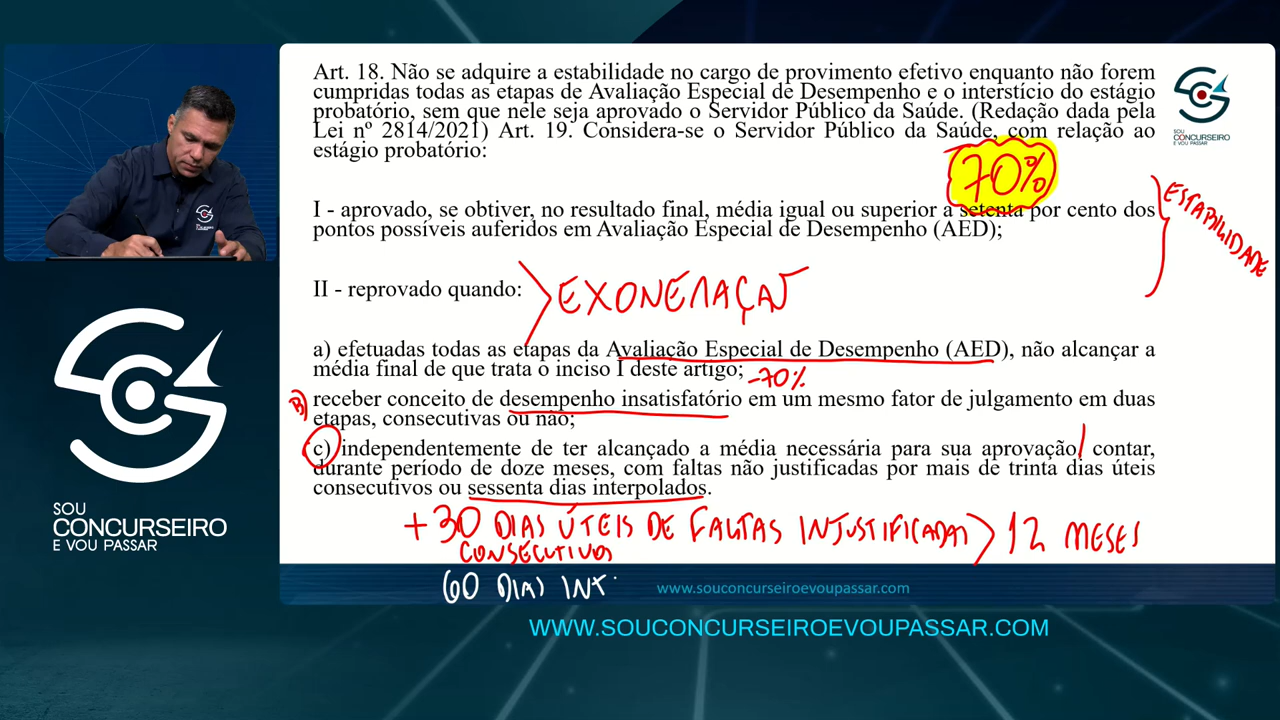 Art. 18. Não se adquire a estabilidade no cargo de provimento efetivo enquanto não forem
cumpridas todas as etapas de Avaliação Especial de Desempenho e o interstício do estágio
probatório, sem que nele seja aprovado o Servidor Público da Saúde. (Redação dada pela
Lei nº 2814/2021) Art. 19. Considera-se o Servidor Público da Saúde, com relação ao
estágio probatório:
70%
I - aprovado, se obtiver, no resultado final, média igual ou superior a setenta por cento dos
pontos possíveis auferidos em Avaliação Especial de Desempenho (AED);
ESTABILIDADE
II - reprovado quando:
EXONERAÇÃO
a) efetuadas todas as etapas da Avaliação Especial de Desempenho (AED), não alcançar a
média final de que trata o inciso I deste artigo;
-70%
B)
receber conceito de desempenho insatisfatório em um mesmo fator de julgamento em duas
etapas, consecutivas ou não;
c) independentemente de ter alcançado a média necessária para sua aprovação, contar,
durante período de doze meses, com faltas não justificadas por mais de trinta dias úteis
consecutivos ou sessenta dias interpolados.
+30 DIAS ÚTEIS DE FALTAS INJUSTIFICADAS 12 MESES
CONSECUTIVOS
60 DIAS INT
www.souconcurseiroevoupassar.com
WWW.SOUCONCURSEIROEVOUPASSAR.COM
SOU
CONCURSEIRO
E VOU PASSAR
SOU
CONCURSEIRO
E VOU PASSAR